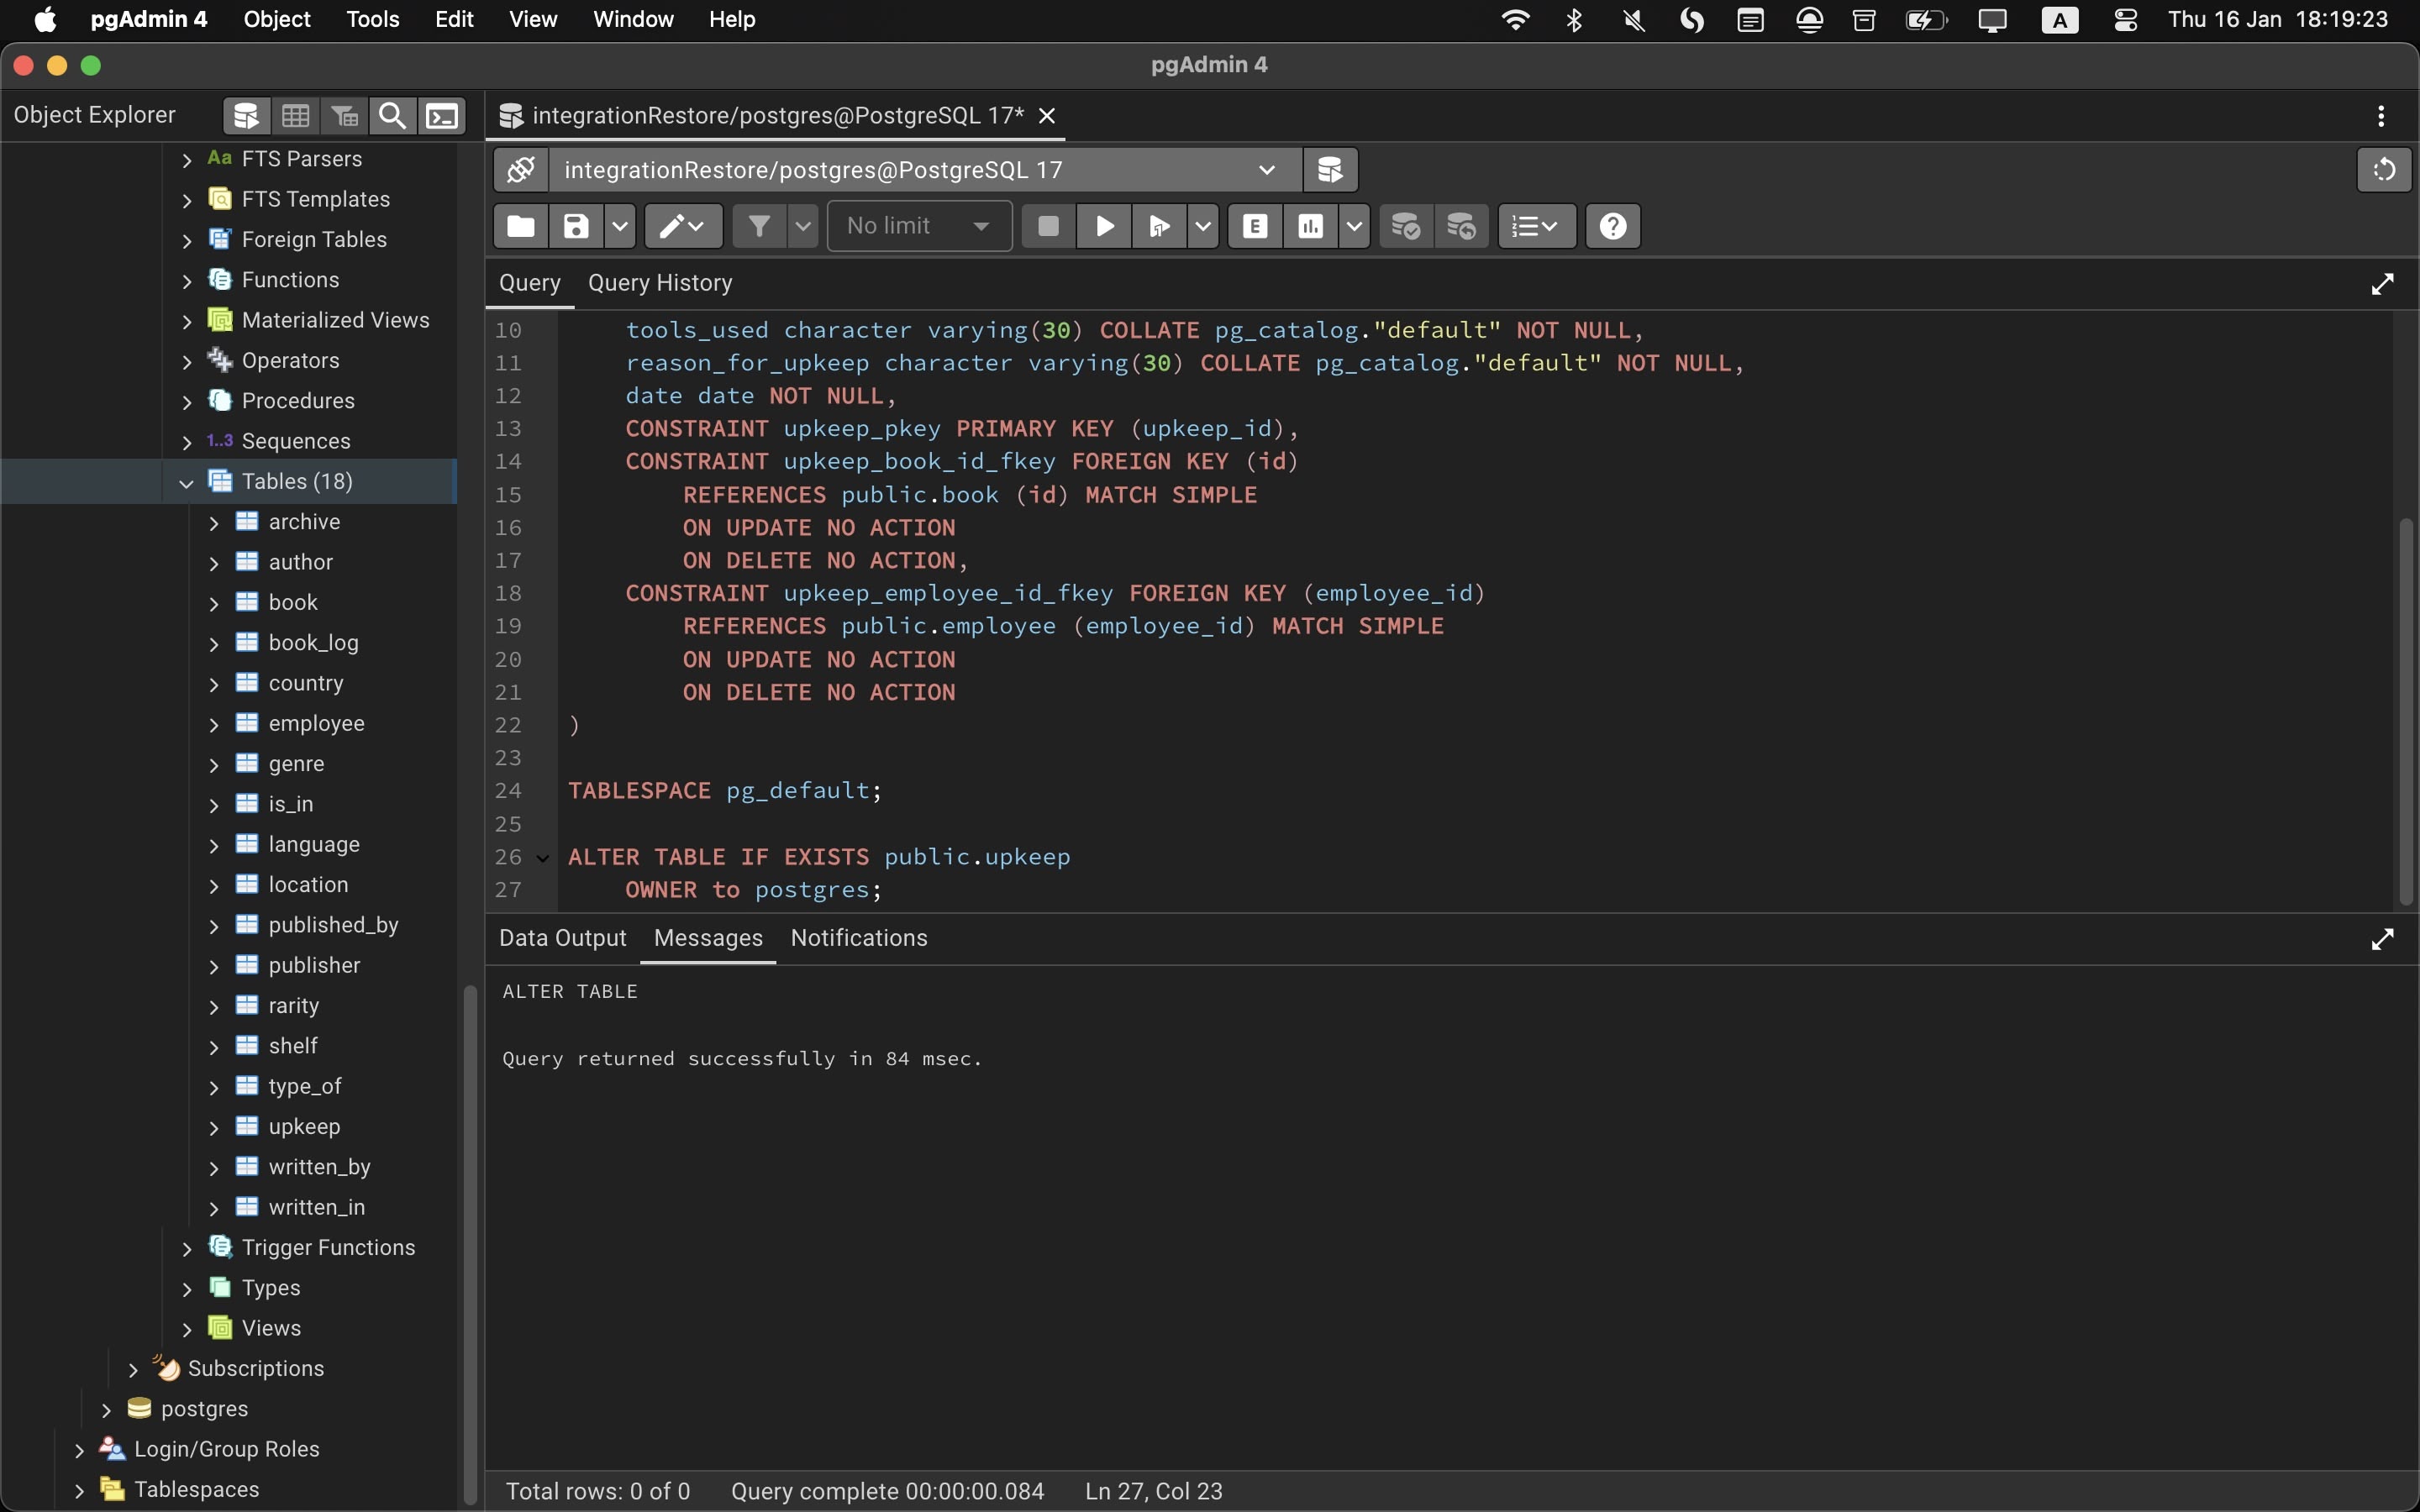 pgAdmin 4 Object Tools Edit View Window Help A Thu 16 Jan 18:19:23
pgAdmin 4
Object Explorer
integrationRestore/postgres@PostgreSQL 17*
integrationRestore/postgres@PostgreSQL 17
No limit
E
Query Query History
Aa FTS Parsers
FTS Templates
Foreign Tables
Functions
Materialized Views
Operators
Procedures
1..3 Sequences
Tables (18)
archive
author
book
book_log
country
employee
genre
is_in
language
location
published_by
publisher
rarity
shelf
type_of
upkeep
written_by
written_in
Trigger Functions
Types
Views
Subscriptions
postgres
Login/Group Roles
Tablespaces
10 tools_used character varying(30) COLLATE pg_catalog."default" NOT NULL,
11 reason_for_upkeep character varying(30) COLLATE pg_catalog."default" NOT NULL,
12 date date NOT NULL,
13 CONSTRAINT upkeep_pkey PRIMARY KEY (upkeep_id),
14 CONSTRAINT upkeep_book_id_fkey FOREIGN KEY (id)
15 REFERENCES public.book (id) MATCH SIMPLE
16 ON UPDATE NO ACTION
17 ON DELETE NO ACTION,
18 CONSTRAINT upkeep_employee_id_fkey FOREIGN KEY (employee_id)
19 REFERENCES public.employee (employee_id) MATCH SIMPLE
20 ON UPDATE NO ACTION
21 ON DELETE NO ACTION
22 )
23
24 TABLESPACE pg_default;
25
26 ALTER TABLE IF EXISTS public.upkeep
27 OWNER to postgres;
Data Output Messages Notifications
ALTER TABLE
Query returned successfully in 84 msec.
Total rows: 0 of 0 Query complete 00:00:00.084 Ln 27, Col 23